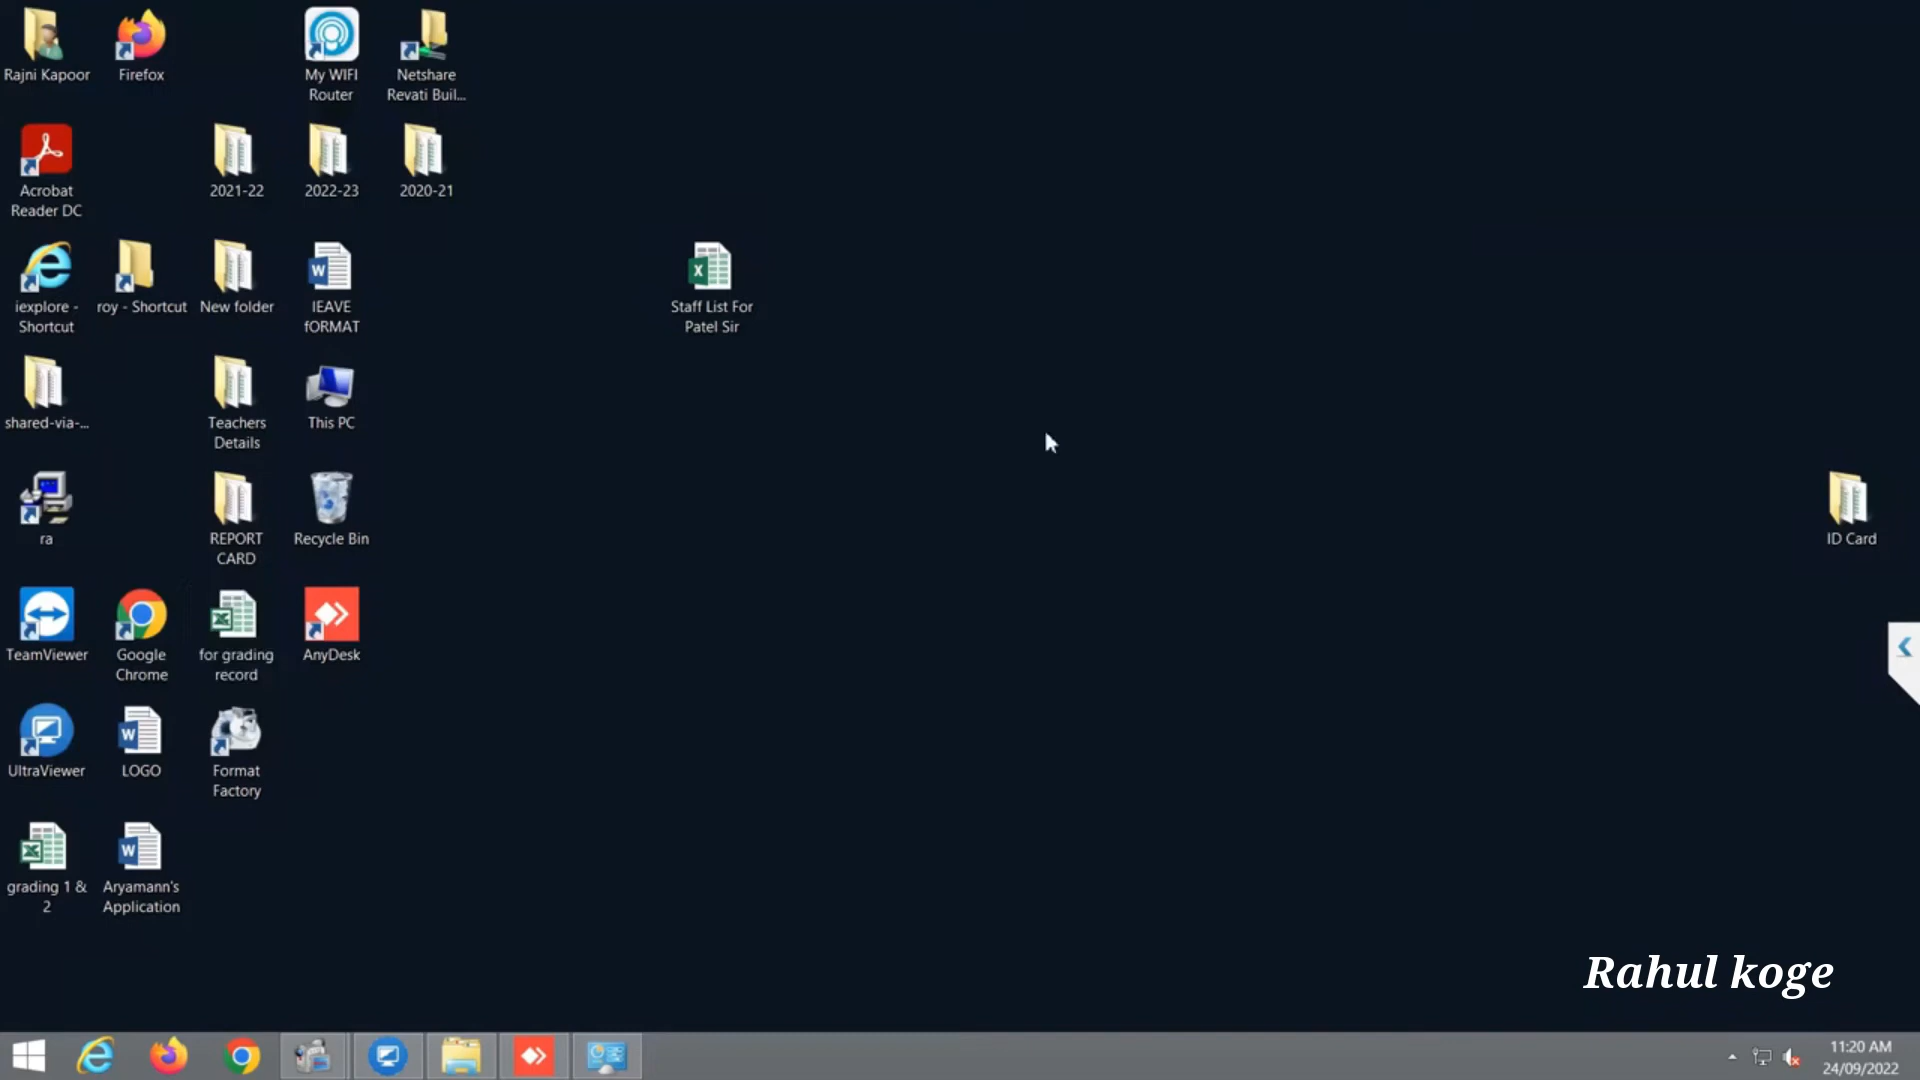 Rajni Kapoor
Firefox
My WIFI
Router
Netshare
Revati Buil...
Acrobat
Reader DC
2021-22
2022-23
2020-21
iexplore -
Shortcut
roy - Shortcut
New folder
lEAVE
fORMAT
Staff List For
Patel Sir
shared-via-...
Teachers
Details
This PC
ra
REPORT
CARD
Recycle Bin
ID Card
TeamViewer
Google
Chrome
for grading
record
AnyDesk
UltraViewer
LOGO
Format
Factory
grading 1 &
2
Aryamann's
Application
Rahul koge
11:20 AM
24/09/2022